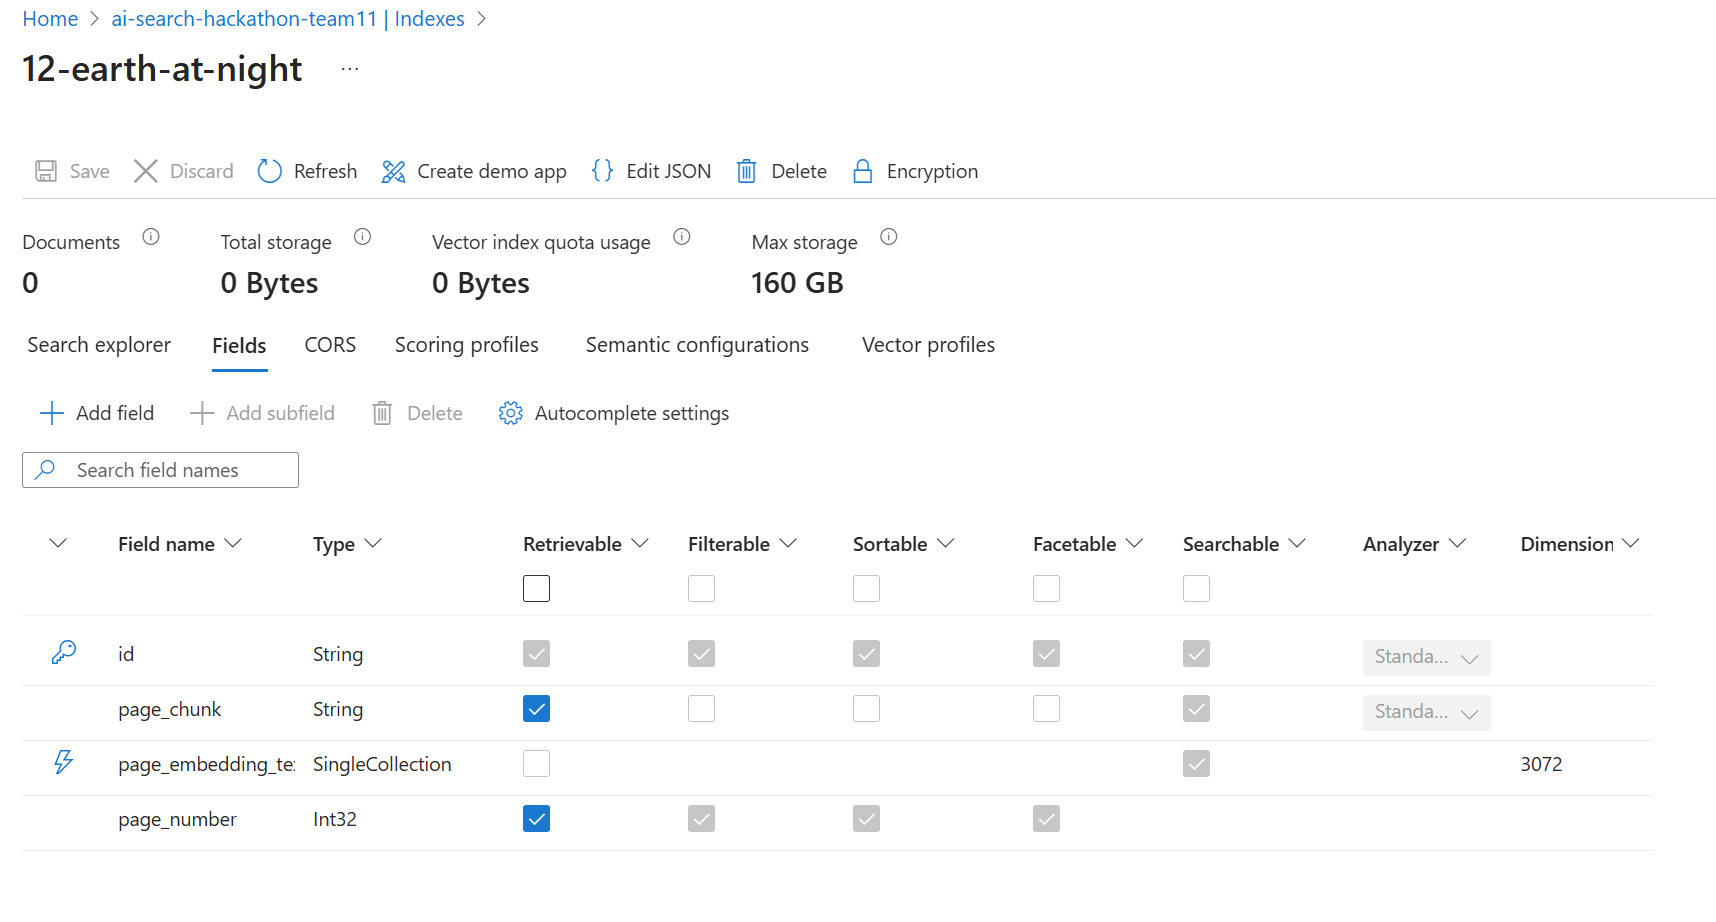 Home > ai-search-hackathon-team11 | Indexes >
12-earth-at-night ...
Save Discard Refresh Create demo app Edit JSON Delete Encryption
Documents Total storage Vector index quota usage Max storage
0 0 Bytes 0 Bytes 160 GB
Search explorer Fields CORS Scoring profiles Semantic configurations Vector profiles
Add field Add subfield Delete Autocomplete settings
Search field names
Field name Type Retrievable Filterable Sortable Facetable Searchable Analyzer Dimension
id String Standa...
page_chunk String Standa...
page_embedding_te SingleCollection 3072
page_number Int32